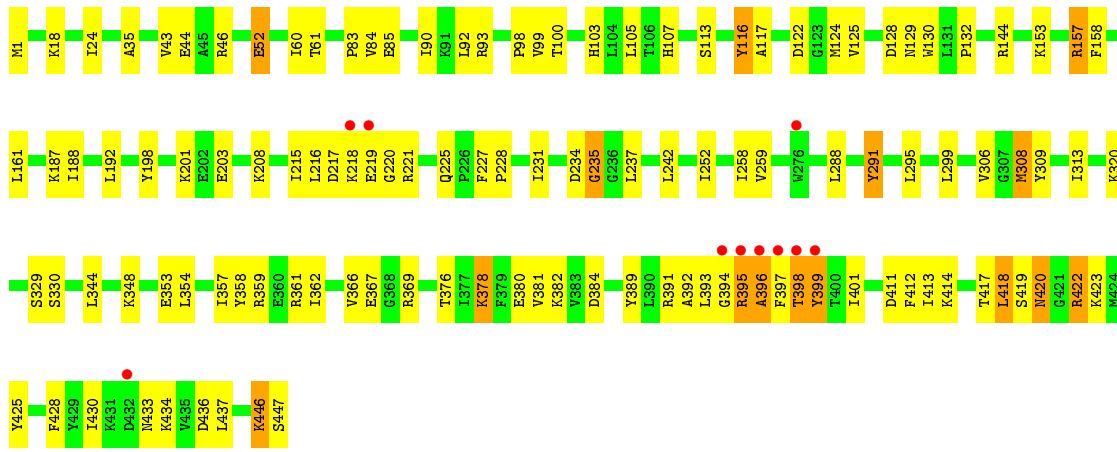 M1 K18 I24 A35 V43 E44 A45 R46 E52 I60 T61 P83 V84 E85 I90 K91 L92 R93 P98 V99 T100 H103 L104 L105 T106 H107 S113 Y116 A117 D122 G123 M124 V125 D128 N129 W130 L131 P132 R144 K153 R157 F158
L161 K187 I188 L192 Y198 K201 E202 E203 K208 I215 L216 D217 K218 E219 G220 R221 Q225 P226 F227 P228 I231 D234 G235 G236 L237 L242 I252 I258 V259 W276 L288 Y291 L295 L299 V306 G307 M308 Y309 I313 K320
S329 S330 L344 K348 E353 L354 I357 Y358 R359 E360 R361 I362 V366 E367 G368 R369 T376 I377 K378 F379 E380 V381 K382 V383 D384 Y389 L390 R391 A392 L393 G394 R395 A396 F397 T398 Y399 T400 I401 D411 F412 I413 K414 T417 L418 S419 N420 G421 R422 K423 M424
Y425 F428 Y429 I430 K431 D432 N433 K434 V435 D436 L437 K446 S447